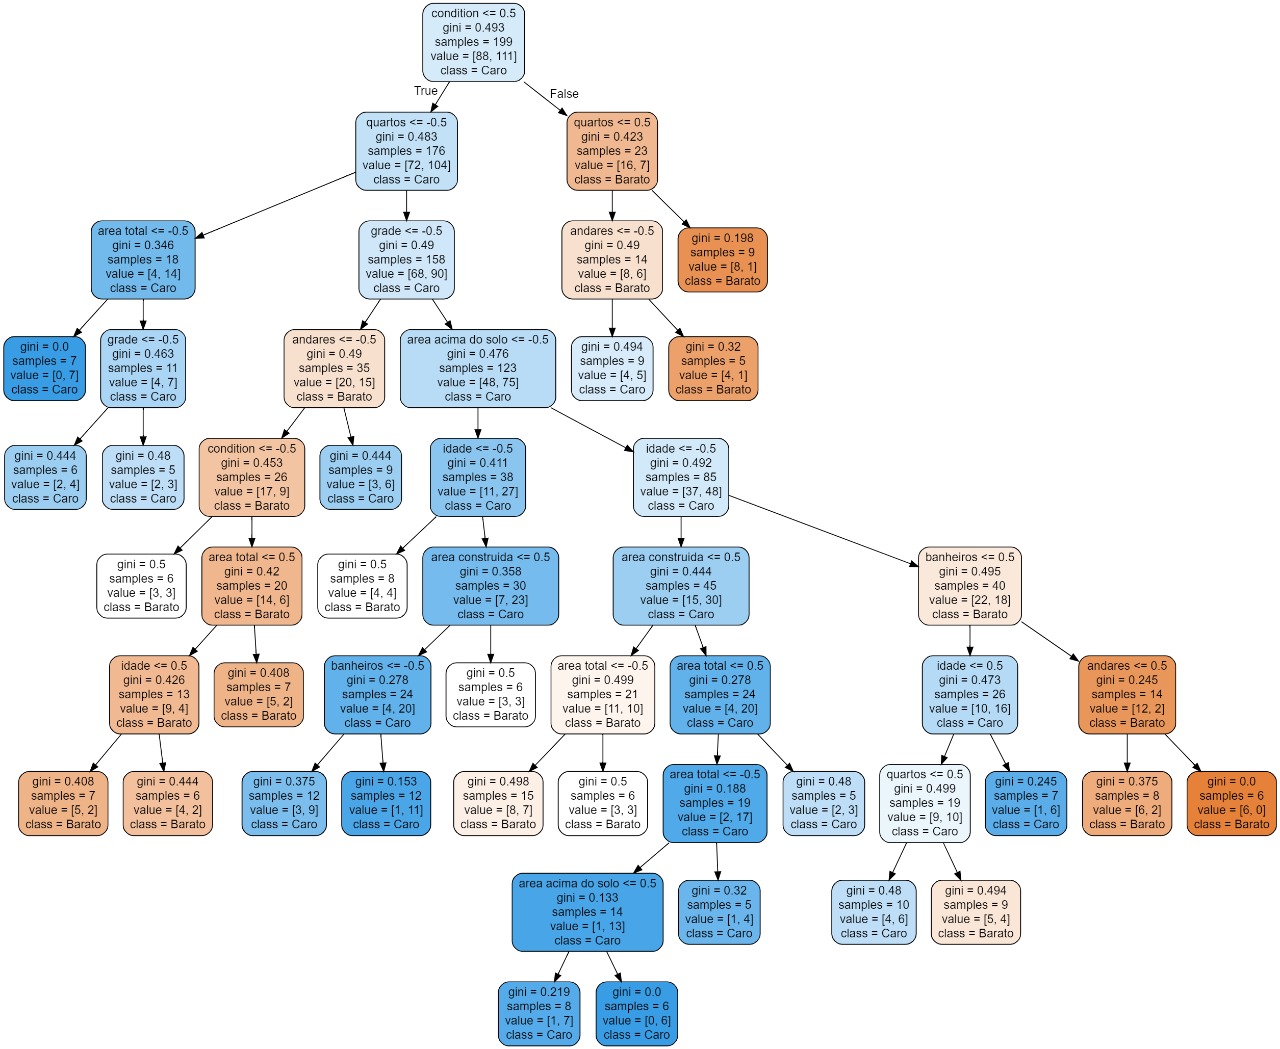 condition <= 0.5
gini = 0.493
samples = 199
value = [88, 111]
class = Caro
True
False
quartos <= -0.5
gini = 0.483
samples = 176
value = [72, 104]
class = Caro
quartos <= 0.5
gini = 0.423
samples = 23
value = [16, 7]
class = Barato
area total <= -0.5
gini = 0.346
samples = 18
value = [4, 14]
class = Caro
grade <= -0.5
gini = 0.49
samples = 158
value = [68, 90]
class = Caro
andares <= -0.5
gini = 0.49
samples = 14
value = [8, 6]
class = Barato
gini = 0.198
samples = 9
value = [8, 1]
class = Barato
gini = 0.0
samples = 7
value = [0, 7]
class = Caro
grade <= -0.5
gini = 0.463
samples = 11
value = [4, 7]
class = Caro
andares <= -0.5
gini = 0.49
samples = 35
value = [20, 15]
class = Barato
area acima do solo <= -0.5
gini = 0.476
samples = 123
value = [48, 75]
class = Caro
gini = 0.494
samples = 9
value = [4, 5]
class = Caro
gini = 0.32
samples = 5
value = [4, 1]
class = Barato
gini = 0.444
samples = 6
value = [2, 4]
class = Caro
gini = 0.48
samples = 5
value = [2, 3]
class = Caro
condition <= -0.5
gini = 0.453
samples = 26
value = [17, 9]
class = Barato
gini = 0.444
samples = 9
value = [3, 6]
class = Caro
idade <= -0.5
gini = 0.411
samples = 38
value = [11, 27]
class = Caro
idade <= -0.5
gini = 0.492
samples = 85
value = [37, 48]
class = Caro
gini = 0.5
samples = 6
value = [3, 3]
class = Barato
area total <= 0.5
gini = 0.42
samples = 20
value = [14, 6]
class = Barato
gini = 0.5
samples = 8
value = [4, 4]
class = Barato
area construida <= 0.5
gini = 0.358
samples = 30
value = [7, 23]
class = Caro
area construida <= 0.5
gini = 0.444
samples = 45
value = [15, 30]
class = Caro
banheiros <= 0.5
gini = 0.495
samples = 40
value = [22, 18]
class = Barato
idade <= 0.5
gini = 0.426
samples = 13
value = [9, 4]
class = Barato
gini = 0.408
samples = 7
value = [5, 2]
class = Barato
banheiros <= -0.5
gini = 0.278
samples = 24
value = [4, 20]
class = Caro
gini = 0.5
samples = 6
value = [3, 3]
class = Barato
area total <= -0.5
gini = 0.499
samples = 21
value = [11, 10]
class = Barato
area total <= 0.5
gini = 0.278
samples = 24
value = [4, 20]
class = Caro
idade <= 0.5
gini = 0.473
samples = 26
value = [10, 16]
class = Caro
andares <= 0.5
gini = 0.245
samples = 14
value = [12, 2]
class = Barato
gini = 0.408
samples = 7
value = [5, 2]
class = Barato
gini = 0.444
samples = 6
value = [4, 2]
class = Barato
gini = 0.375
samples = 12
value = [3, 9]
class = Caro
gini = 0.153
samples = 12
value = [1, 11]
class = Caro
gini = 0.498
samples = 15
value = [8, 7]
class = Barato
gini = 0.5
samples = 6
value = [3, 3]
class = Barato
area total <= -0.5
gini = 0.188
samples = 19
value = [2, 17]
class = Caro
gini = 0.48
samples = 5
value = [2, 3]
class = Caro
quartos <= 0.5
gini = 0.499
samples = 19
value = [9, 10]
class = Caro
gini = 0.245
samples = 7
value = [1, 6]
class = Caro
gini = 0.375
samples = 8
value = [6, 2]
class = Barato
gini = 0.0
samples = 6
value = [6, 0]
class = Barato
area acima do solo <= 0.5
gini = 0.133
samples = 14
value = [1, 13]
class = Caro
gini = 0.32
samples = 5
value = [1, 4]
class = Caro
gini = 0.48
samples = 10
value = [4, 6]
class = Caro
gini = 0.494
samples = 9
value = [5, 4]
class = Barato
gini = 0.219
samples = 8
value = [1, 7]
class = Caro
gini = 0.0
samples = 6
value = [0, 6]
class = Caro